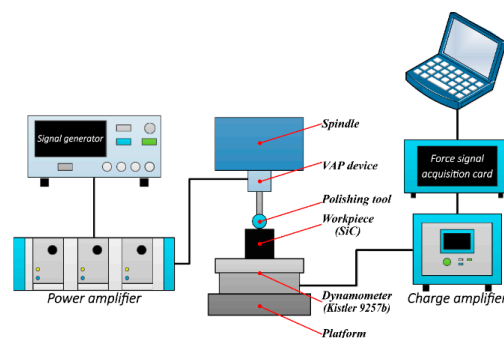 Signal generator
Power amplifier
Spindle
VAP device
Polishing tool
Workpiece
(SiC)
Dynamometer
(Kistler 9257b)
Platform
Force signal
acquisition card
Charge amplifier